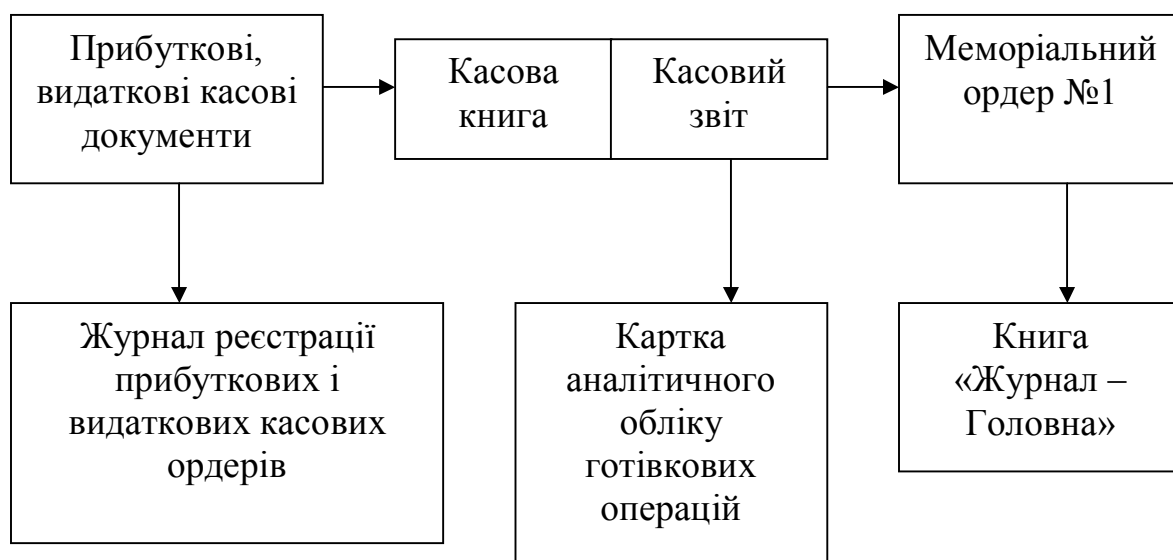 Прибуткові,
видаткові касові
документи
Касова
книга
Касовий
звіт
Меморіальний
ордер №1
Журнал реєстрації
прибуткових і
видаткових касових
ордерів
Картка
аналітичного
обліку
готівкових
операцій
Книга
«Журнал –
Головна»